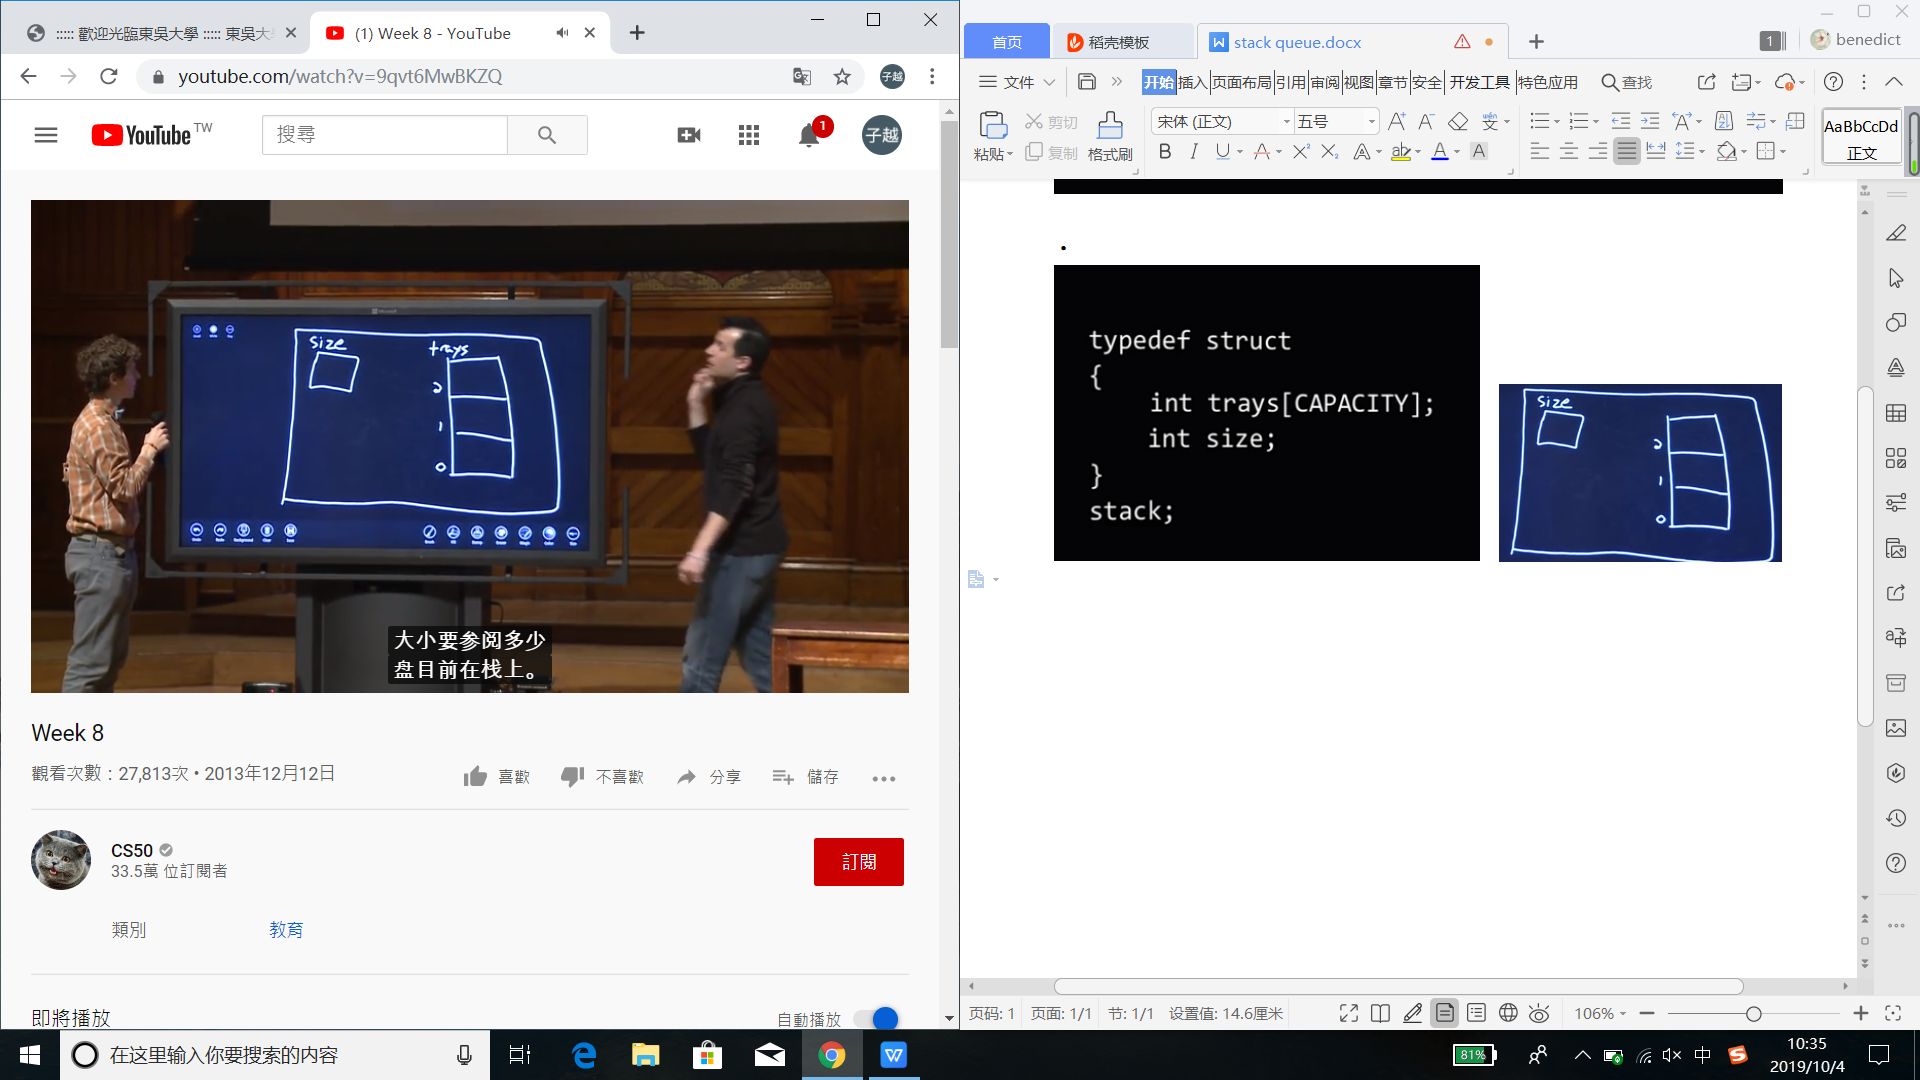 ::::: 歡迎光臨東吳大學 ::::: 東吳大
(1) Week 8 - YouTube
youtube.com/watch?v=9qvt6MwBKZQ
子越
YouTube TW
搜尋
1
子越
size
trays
2
1
0
大小要参阅多少
盘目前在栈上。
Week 8
觀看次數：27,813次 • 2013年12月12日
喜歡
不喜歡
分享
儲存
CS50
33.5萬 位訂閱者
訂閱
類別
教育
即將播放
自動播放
首页
稻壳模板
stack queue.docx
1
benedict
文件
开始
插入
页面布局
引用
审阅
视图
章节
安全
开发工具
特色应用
查找
粘贴
剪切
复制
格式刷
宋体 (正文)
五号
AaBbCcDd
正文
typedef struct
{
int trays[CAPACITY];
int size;
}
stack;
size
2
1
0
页码: 1
页面: 1/1
节: 1/1
设置值: 14.6厘米
106%
在这里输入你要搜索的内容
81%
中
10:35
2019/10/4